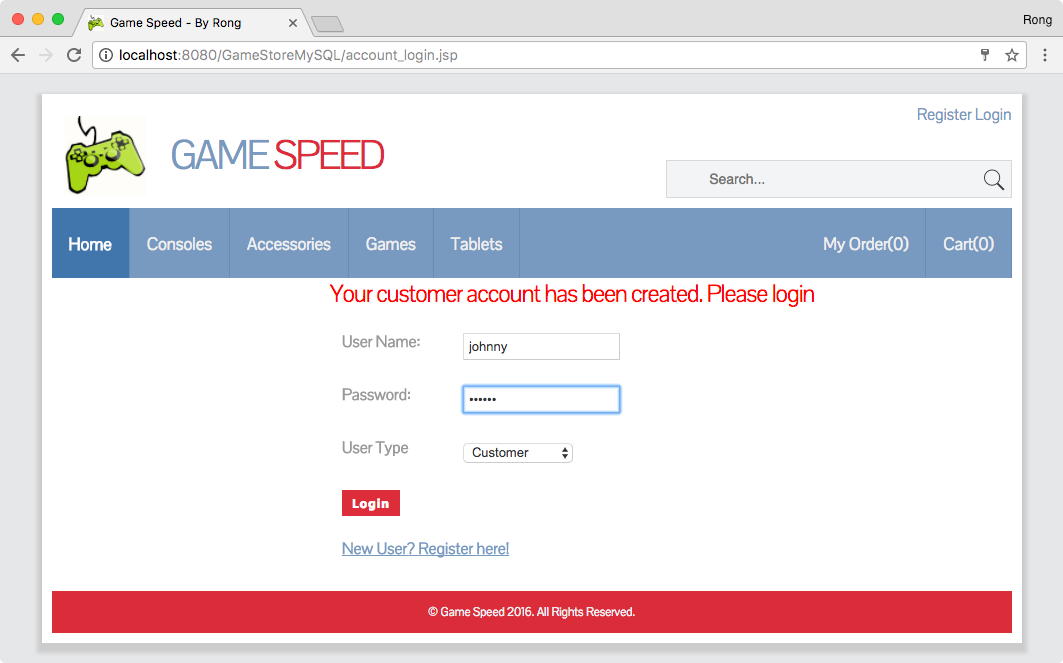 Game Speed - By Rong
Rong
localhost:8080/GameStoreMySQL/account_login.jsp
Register Login
GAME SPEED
Search...
Home Consoles Accessories Games Tablets My Order(0) Cart(0)
Your customer account has been created. Please login
User Name: johnny
Password: ••••••
User Type Customer
Login
New User? Register here!
© Game Speed 2016. All Rights Reserved.